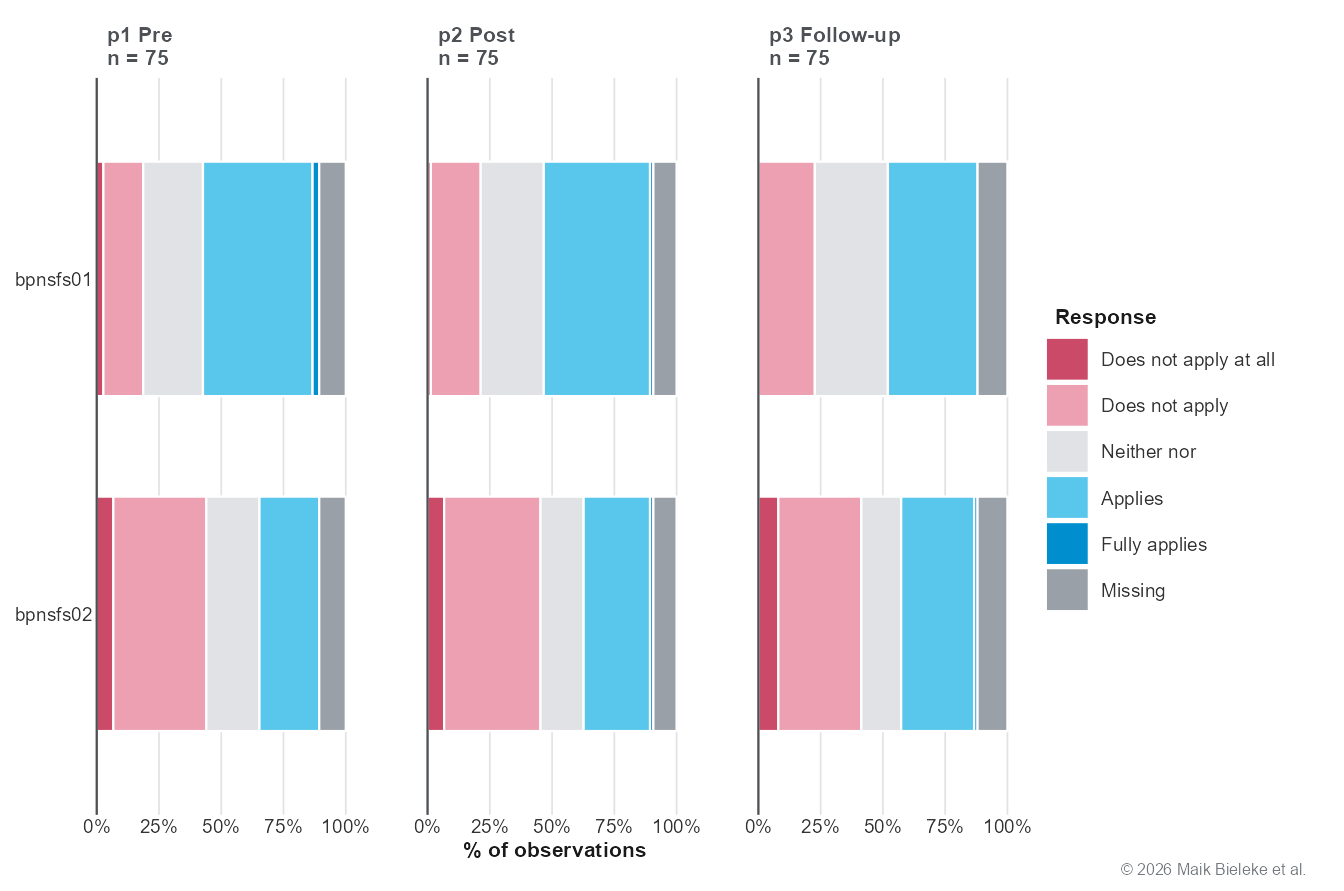 p1 Pre
n = 75
p2 Post
n = 75
p3 Follow-up
n = 75
bpnsfs01
bpnsfs02
0% 25% 50% 75% 100%
0% 25% 50% 75% 100%
0% 25% 50% 75% 100%
% of observations
Response
Does not apply at all
Does not apply
Neither nor
Applies
Fully applies
Missing
© 2026 Maik Bieleke et al.